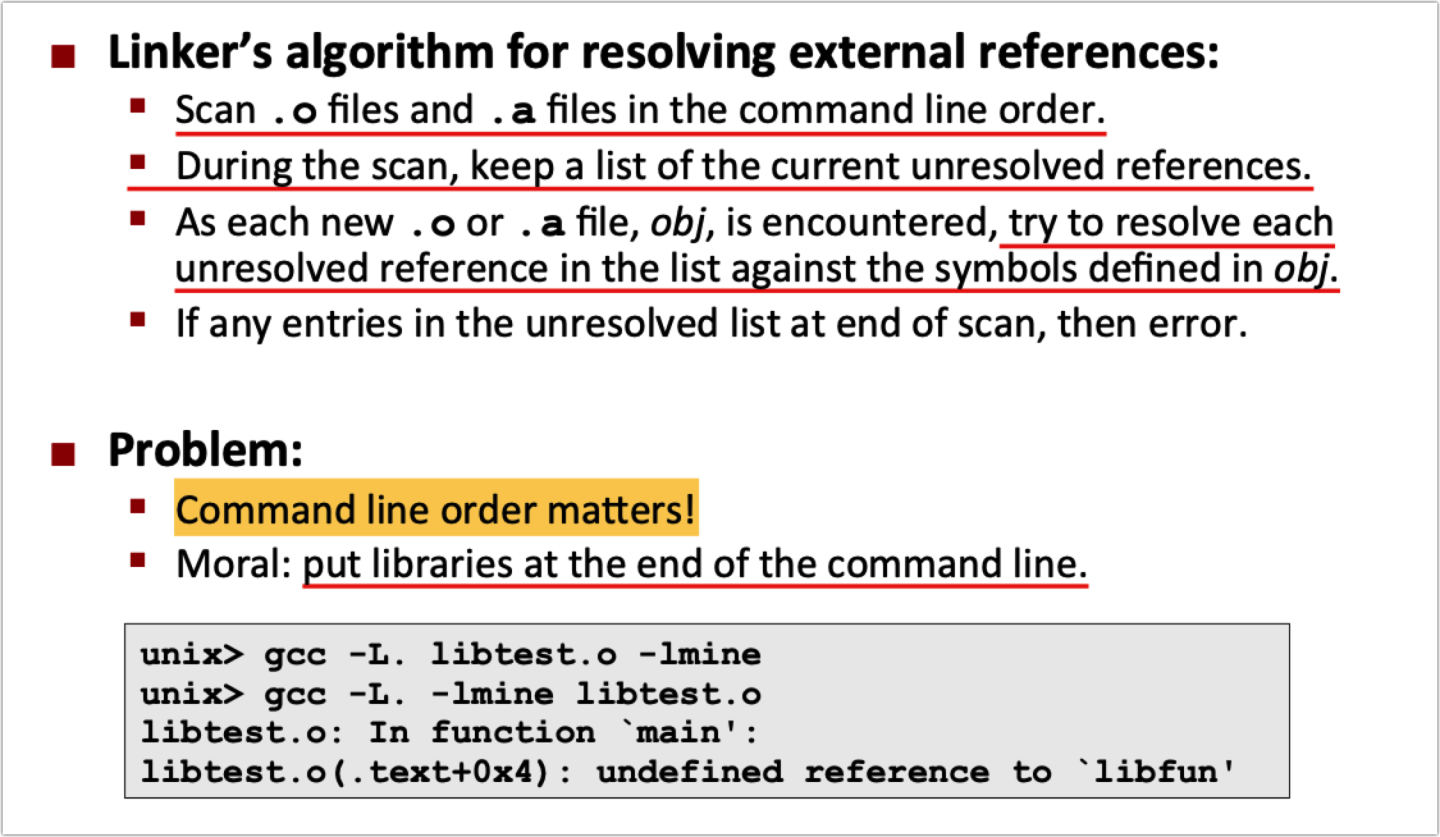 Linker’s algorithm for resolving external references:
Scan .o files and .a files in the command line order.
During the scan, keep a list of the current unresolved references.
As each new .o or .a file, obj, is encountered, try to resolve each
unresolved reference in the list against the symbols defined in obj.
If any entries in the unresolved list at end of scan, then error.
Problem:
Command line order matters!
Moral: put libraries at the end of the command line.
unix> gcc -L. libtest.o -lmine
unix> gcc -L. -lmine libtest.o
libtest.o: In function `main':
libtest.o(.text+0x4): undefined reference to `libfun'